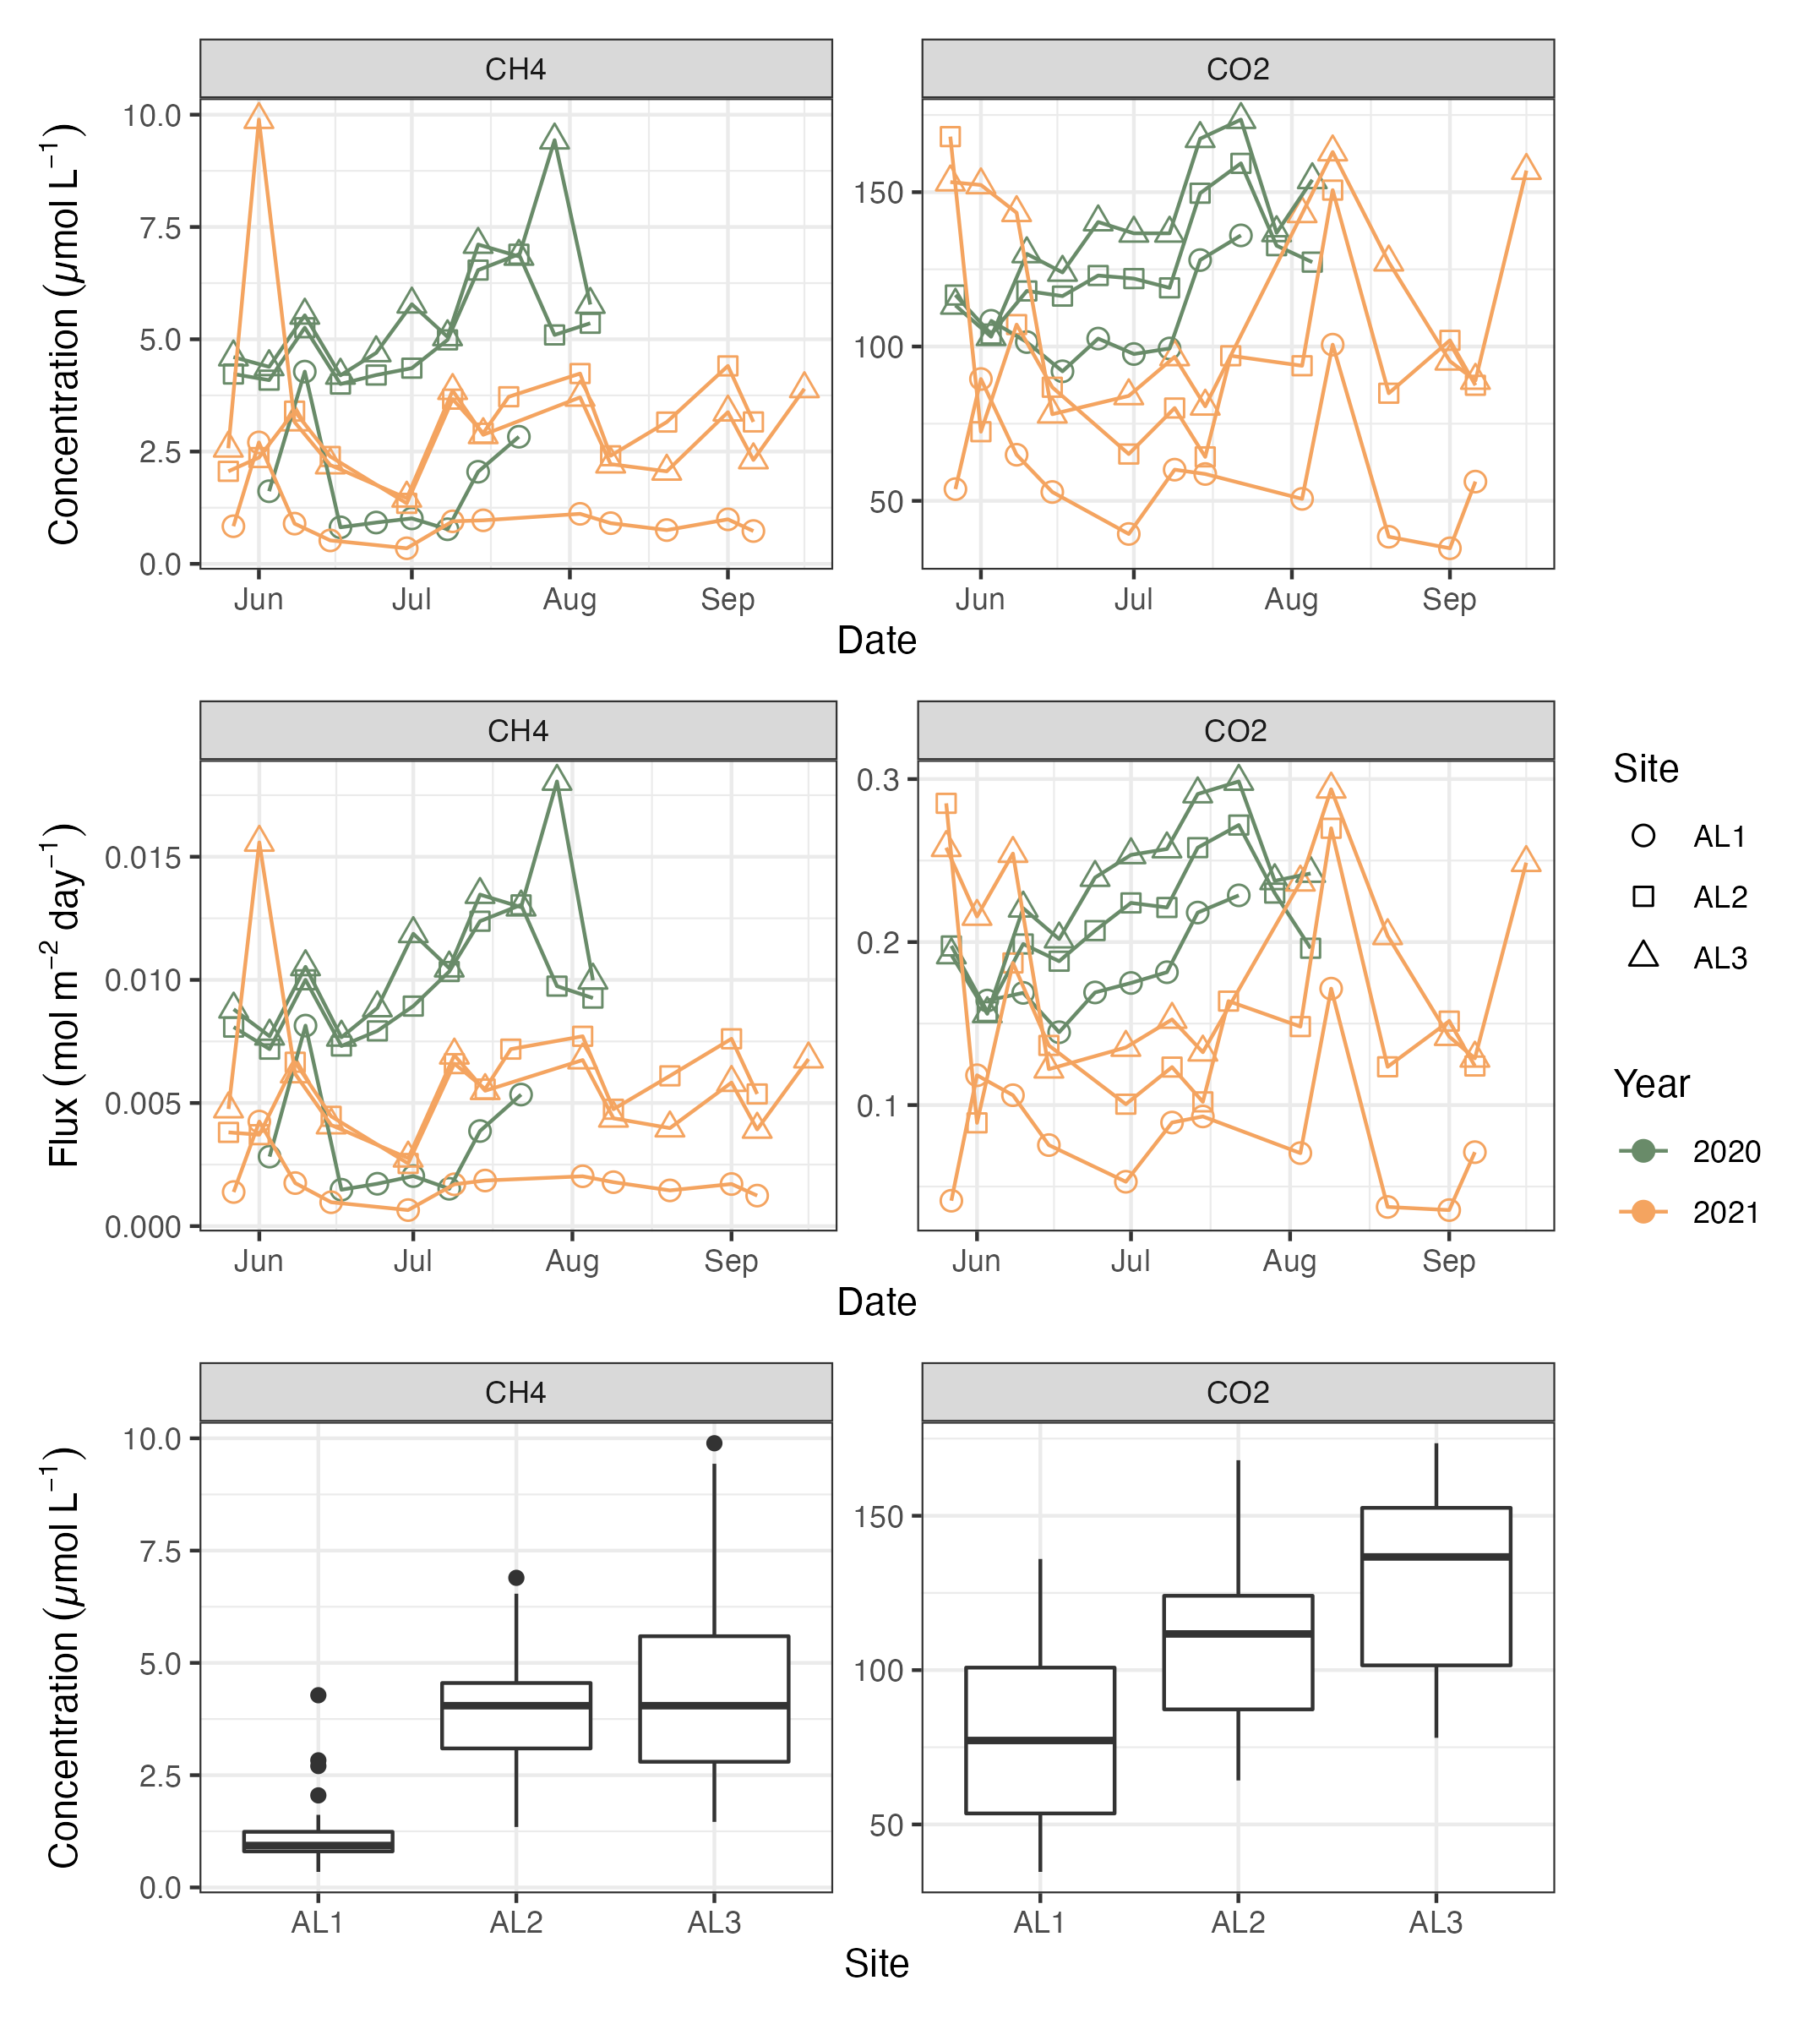 CH4 CO2
Concentration (µmol L⁻¹)
10.0
7.5
5.0
2.5
0.0
150
100
50
Jun Jul Aug Sep Jun Jul Aug Sep
Date
CH4 CO2
Flux (mol m⁻² day⁻¹)
0.015
0.010
0.005
0.000
0.3
0.2
0.1
Jun Jul Aug Sep Jun Jul Aug Sep
Date
Site
AL1
AL2
AL3
Year
2020
2021
CH4 CO2
Concentration (µmol L⁻¹)
10.0
7.5
5.0
2.5
0.0
150
100
50
AL1 AL2 AL3 AL1 AL2 AL3
Site